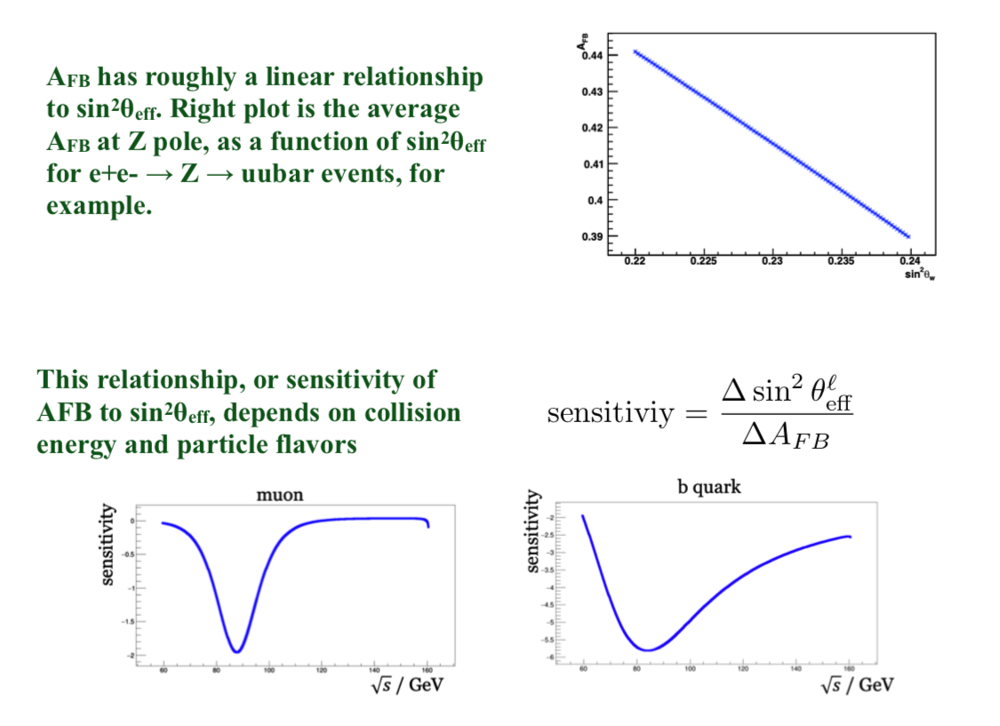 AFB has roughly a linear relationship
to sin²θeff. Right plot is the average
AFB at Z pole, as a function of sin²θeff
for e+e- → Z → uubar events, for
example.
AFB
0.44
0.43
0.42
0.41
0.4
0.39
0.22 0.225 0.23 0.235 0.24
sin²θw
This relationship, or sensitivity of
AFB to sin²θeff, depends on collision
energy and particle flavors
sensitiviy = Δ sin² θℓeff / ΔAFB
muon
sensitivity
0
-0.5
-1
-1.5
-2
60 80 100 120 140 160
√s / GeV
b quark
sensitivity
-2
-2.5
-3
-3.5
-4
-4.5
-5
-5.5
-6
60 80 100 120 140 160
√s / GeV